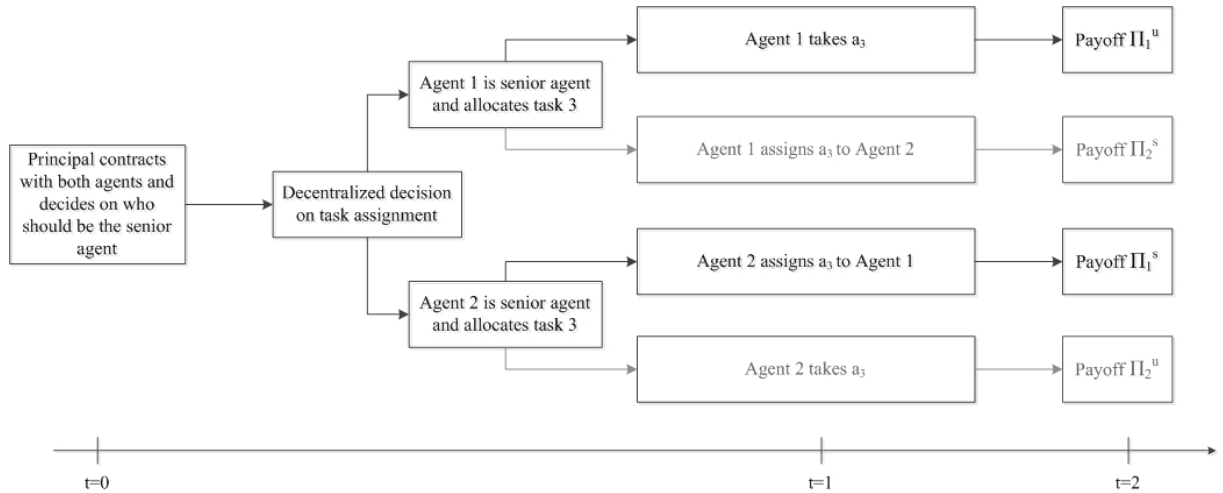 Principal contracts
with both agents and
decides on who
should be the senior
agent
Decentralized decision
on task assignment
Agent 1 is senior agent
and allocates task 3
Agent 1 takes a₃
Payoff Π₁ᵘ
Agent 1 assigns a₃ to Agent 2
Payoff Π₂ˢ
Agent 2 is senior agent
and allocates task 3
Agent 2 assigns a₃ to Agent 1
Payoff Π₁ˢ
Agent 2 takes a₃
Payoff Π₂ᵘ
t=0
t=1
t=2